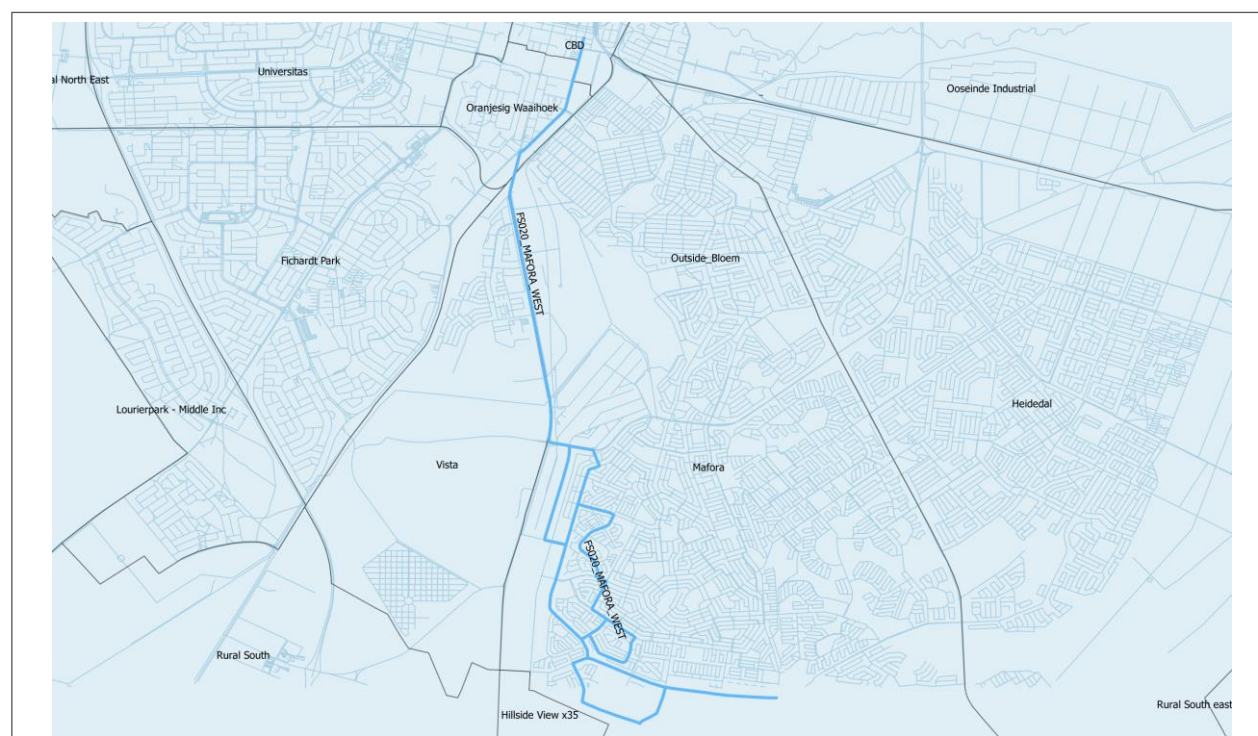 CBD
Universitas
al North East
Ooseinde Industrial
Oranjesig Waaihoek
FS020_MAFORA_WEST
Outside_Bloem
Fichardt Park
Heidedal
Lourierpark - Middle Inc
Vista
Mafora
FS020_MAFORA_WEST
Rural South
Rural South east
Hillside View x35